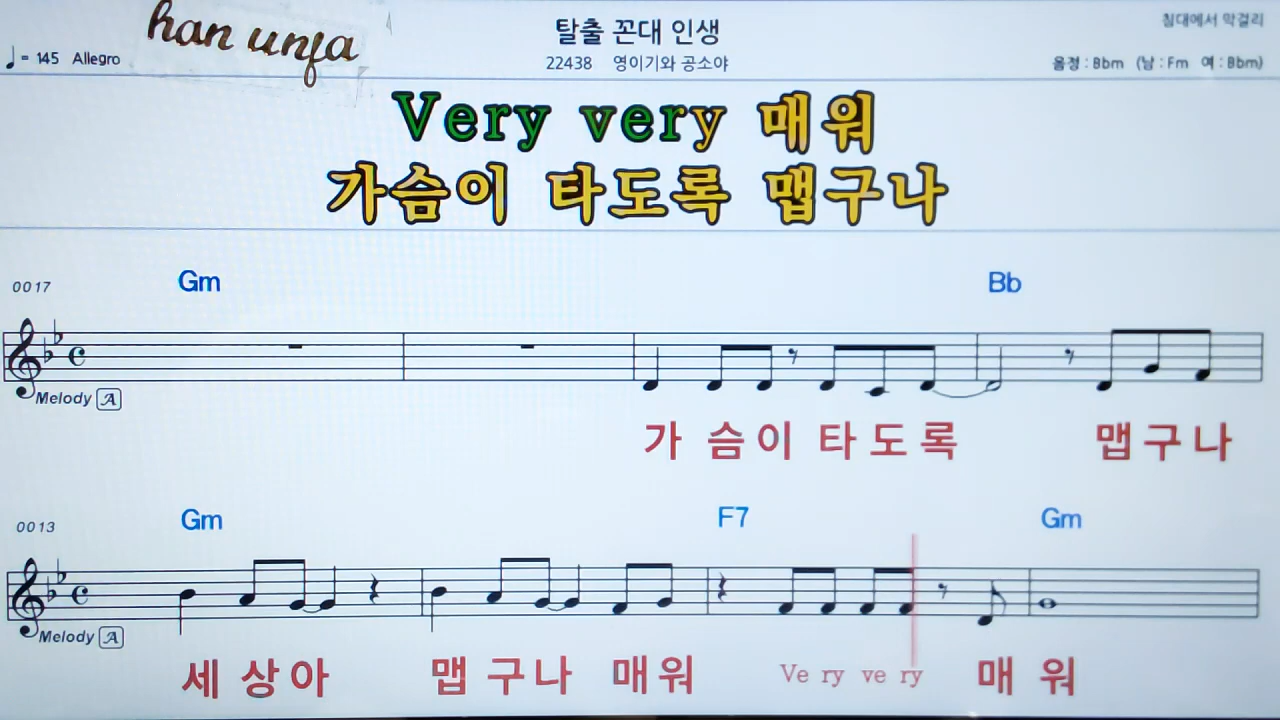 han unja
탈출 꼰대 인생
침대에서 막걸리
♩= 145 Allegro
22438 영이기와 공소야
음정 : Bbm (남 : Fm 여 : Bbm)
Very very 매워
가슴이 타도록 맵구나
0017 Gm Bb
Melody A
가 슴이 타도록 맵구나
0013 Gm F7 Gm
Melody A
세 상아 맵 구나 매워 Ve ry ve ry 매 워